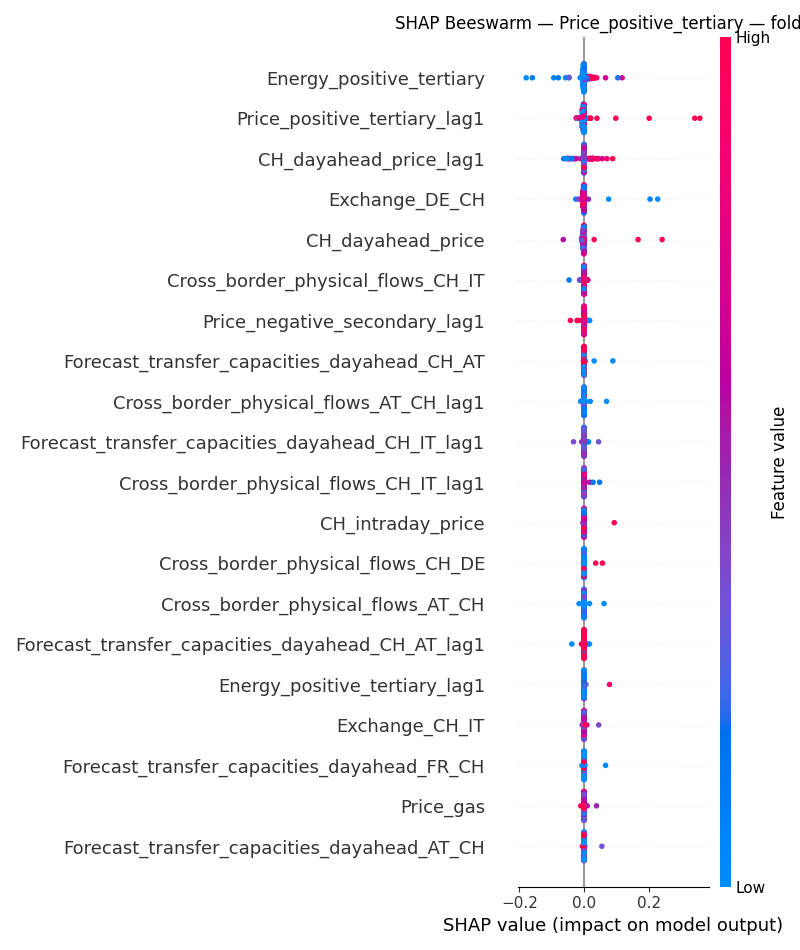 SHAP Beeswarm — Price_positive_tertiary — fold
High
Energy_positive_tertiary
Price_positive_tertiary_lag1
CH_dayahead_price_lag1
Exchange_DE_CH
CH_dayahead_price
Cross_border_physical_flows_CH_IT
Price_negative_secondary_lag1
Forecast_transfer_capacities_dayahead_CH_AT
Cross_border_physical_flows_AT_CH_lag1
Forecast_transfer_capacities_dayahead_CH_IT_lag1
Cross_border_physical_flows_CH_IT_lag1
CH_intraday_price
Cross_border_physical_flows_CH_DE
Cross_border_physical_flows_AT_CH
Forecast_transfer_capacities_dayahead_CH_AT_lag1
Energy_positive_tertiary_lag1
Exchange_CH_IT
Forecast_transfer_capacities_dayahead_FR_CH
Price_gas
Forecast_transfer_capacities_dayahead_AT_CH
Feature value
Low
−0.2 0.0 0.2
SHAP value (impact on model output)